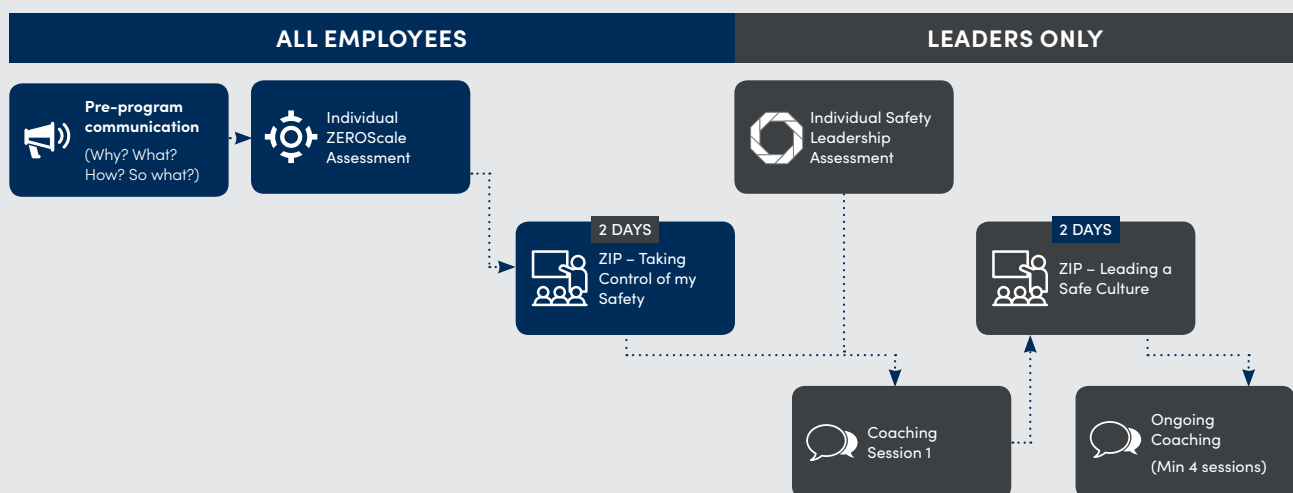 ALL EMPLOYEES
LEADERS ONLY
Pre-program
communication
(Why? What?
How? So what?)
Individual
ZEROScale
Assessment
Individual Safety
Leadership
Assessment
2 DAYS
ZIP – Taking
Control of my
Safety
2 DAYS
ZIP – Leading a
Safe Culture
Coaching
Session 1
Ongoing
Coaching
(Min 4 sessions)